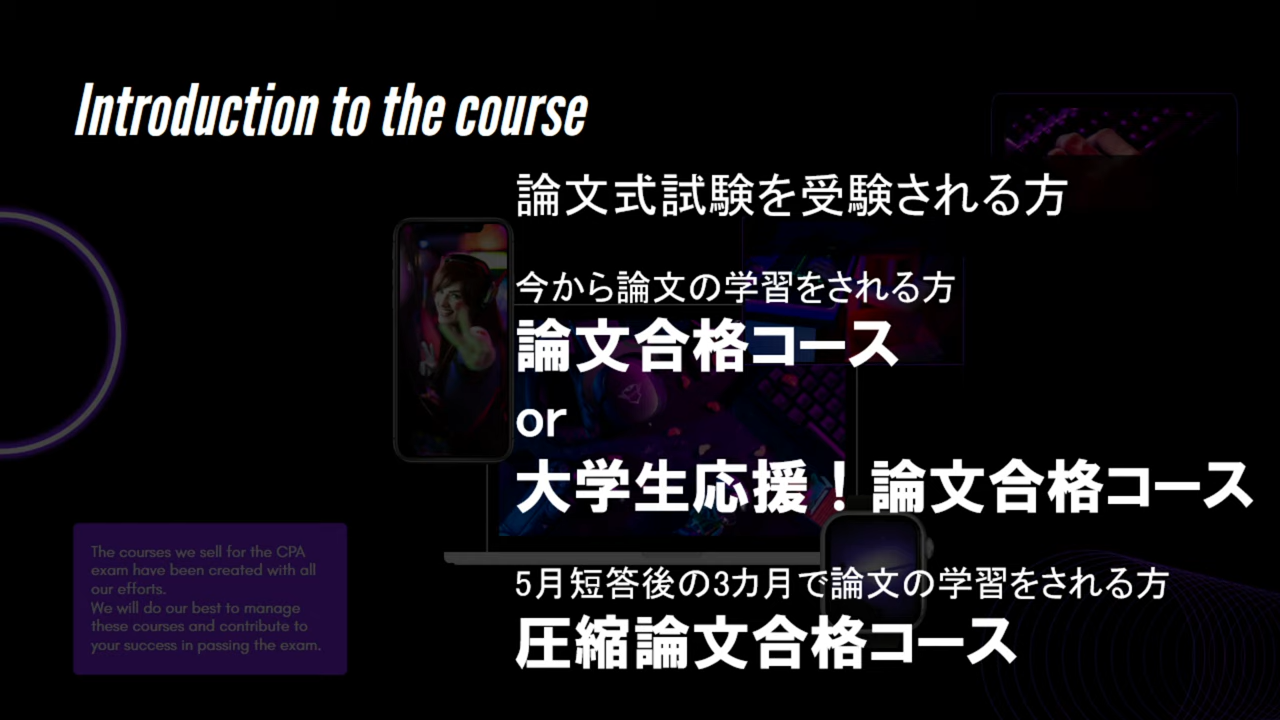 Introduction to the course
論文式試験を受験される方
今から論文の学習をされる方
論文合格コース
or
大学生応援！論文合格コース
5月短答後の3カ月で論文の学習をされる方
圧縮論文合格コース
The courses we sell for the CPA
exam have been created with all
our efforts.
We will do our best to manage
these courses and contribute to
your success in passing the exam.